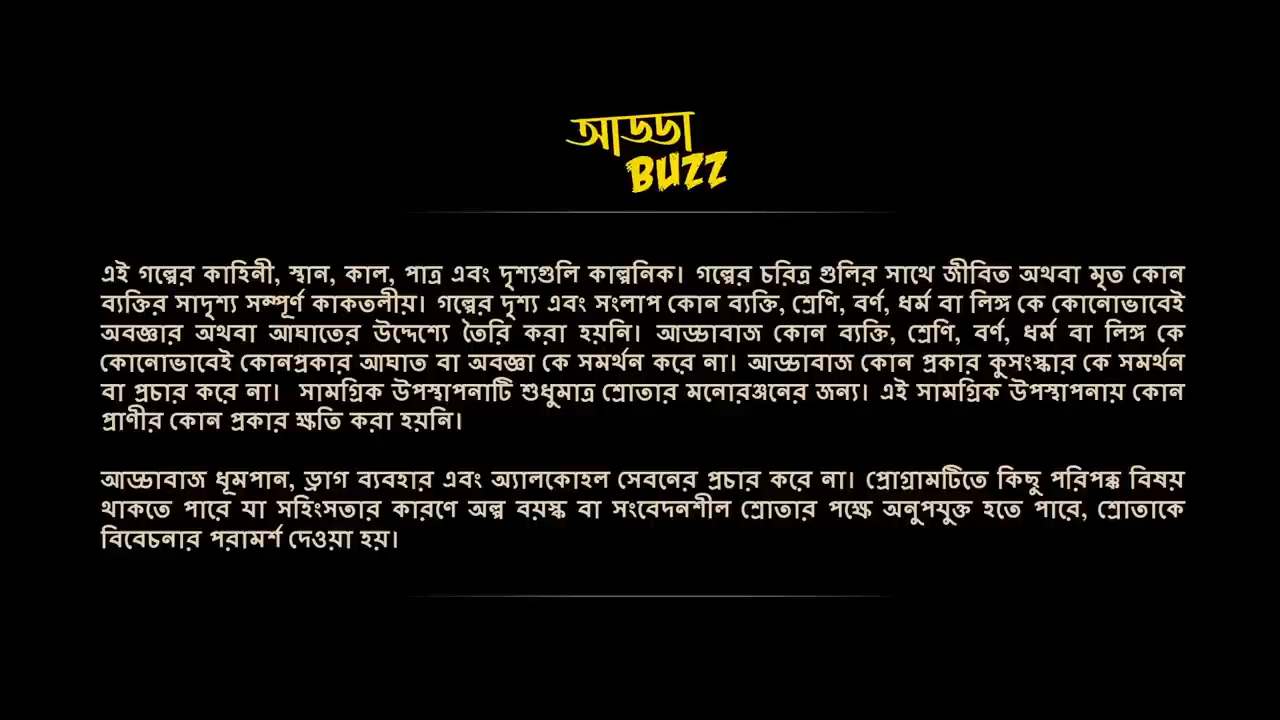 আড্ডা
BUZZ
এই গল্পের কাহিনী, স্থান, কাল, পাত্র এবং দৃশ্যগুলি কাল্পনিক। গল্পের চরিত্র গুলির সাথে জীবিত অথবা মৃত কোন
ব্যক্তির সাদৃশ্য সম্পূর্ণ কাকতলীয়। গল্পের দৃশ্য এবং সংলাপ কোন ব্যক্তি, শ্রেণি, বর্ণ, ধর্ম বা লিঙ্গ কে কোনোভাবেই
অবজ্ঞার অথবা আঘাতের উদ্দেশ্যে তৈরি করা হয়নি। আড্ডাবাজ কোন ব্যক্তি, শ্রেণি, বর্ণ, ধর্ম বা লিঙ্গ কে
কোনোভাবেই কোনপ্রকার আঘাত বা অবজ্ঞা কে সমর্থন করে না। আড্ডাবাজ কোন প্রকার কুসংস্কার কে সমর্থন
বা প্রচার করে না। সামগ্রিক উপস্থাপনাটি শুধুমাত্র শ্রোতার মনোরঞ্জনের জন্য। এই সামগ্রিক উপস্থাপনায় কোন
প্রাণীর কোন প্রকার ক্ষতি করা হয়নি।
আড্ডাবাজ ধূমপান, ড্রাগ ব্যবহার এবং অ্যালকোহল সেবনের প্রচার করে না। প্রোগ্রামটিতে কিছু পরিপক্ক বিষয়
থাকতে পারে যা সহিংসতার কারণে অল্প বয়স্ক বা সংবেদনশীল শ্রোতার পক্ষে অনুপযুক্ত হতে পারে, শ্রোতাকে
বিবেচনার পরামর্শ দেওয়া হয়।